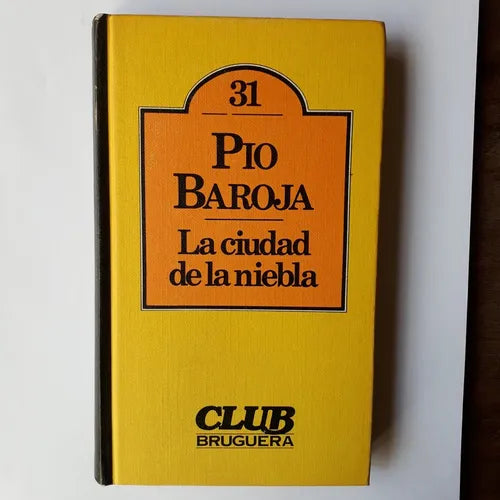 31
PIO
BAROJA
La ciudad
de la niebla
CLUB
BRUGUERA